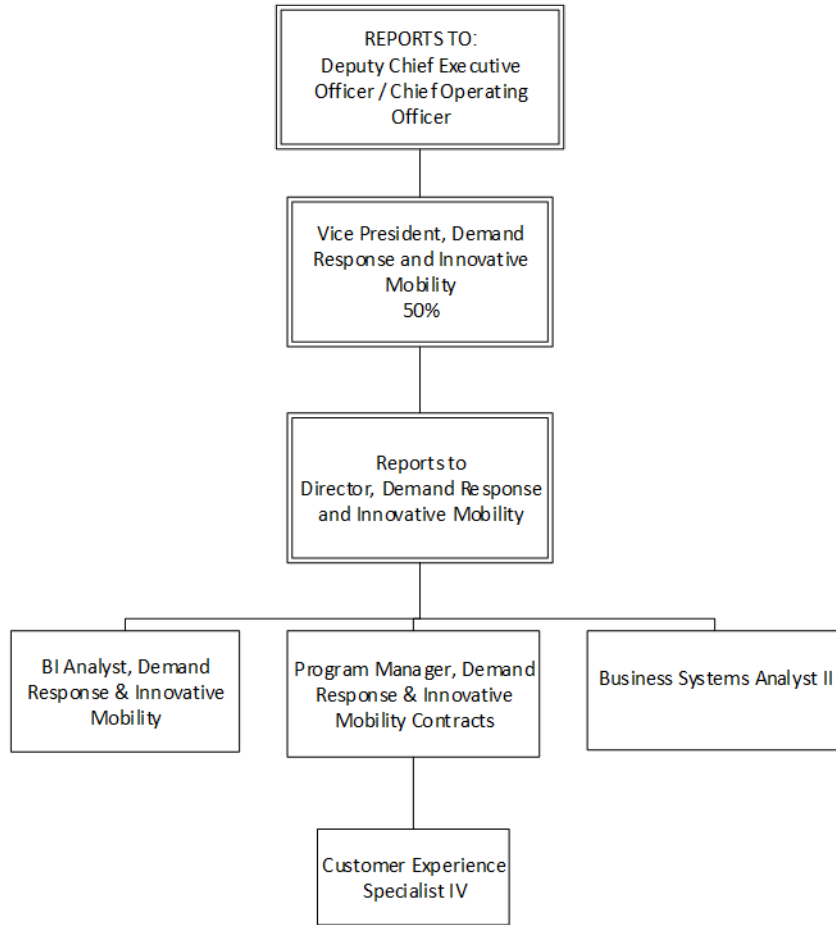 REPORTS TO:
Deputy Chief Executive
Officer / Chief Operating
Officer
Vice President, Demand
Response and Innovative
Mobility
50%
Reports to
Director, Demand Response
and Innovative Mobility
BI Analyst, Demand
Response & Innovative
Mobility
Program Manager, Demand
Response & Innovative
Mobility Contracts
Business Systems Analyst II
Customer Experience
Specialist IV